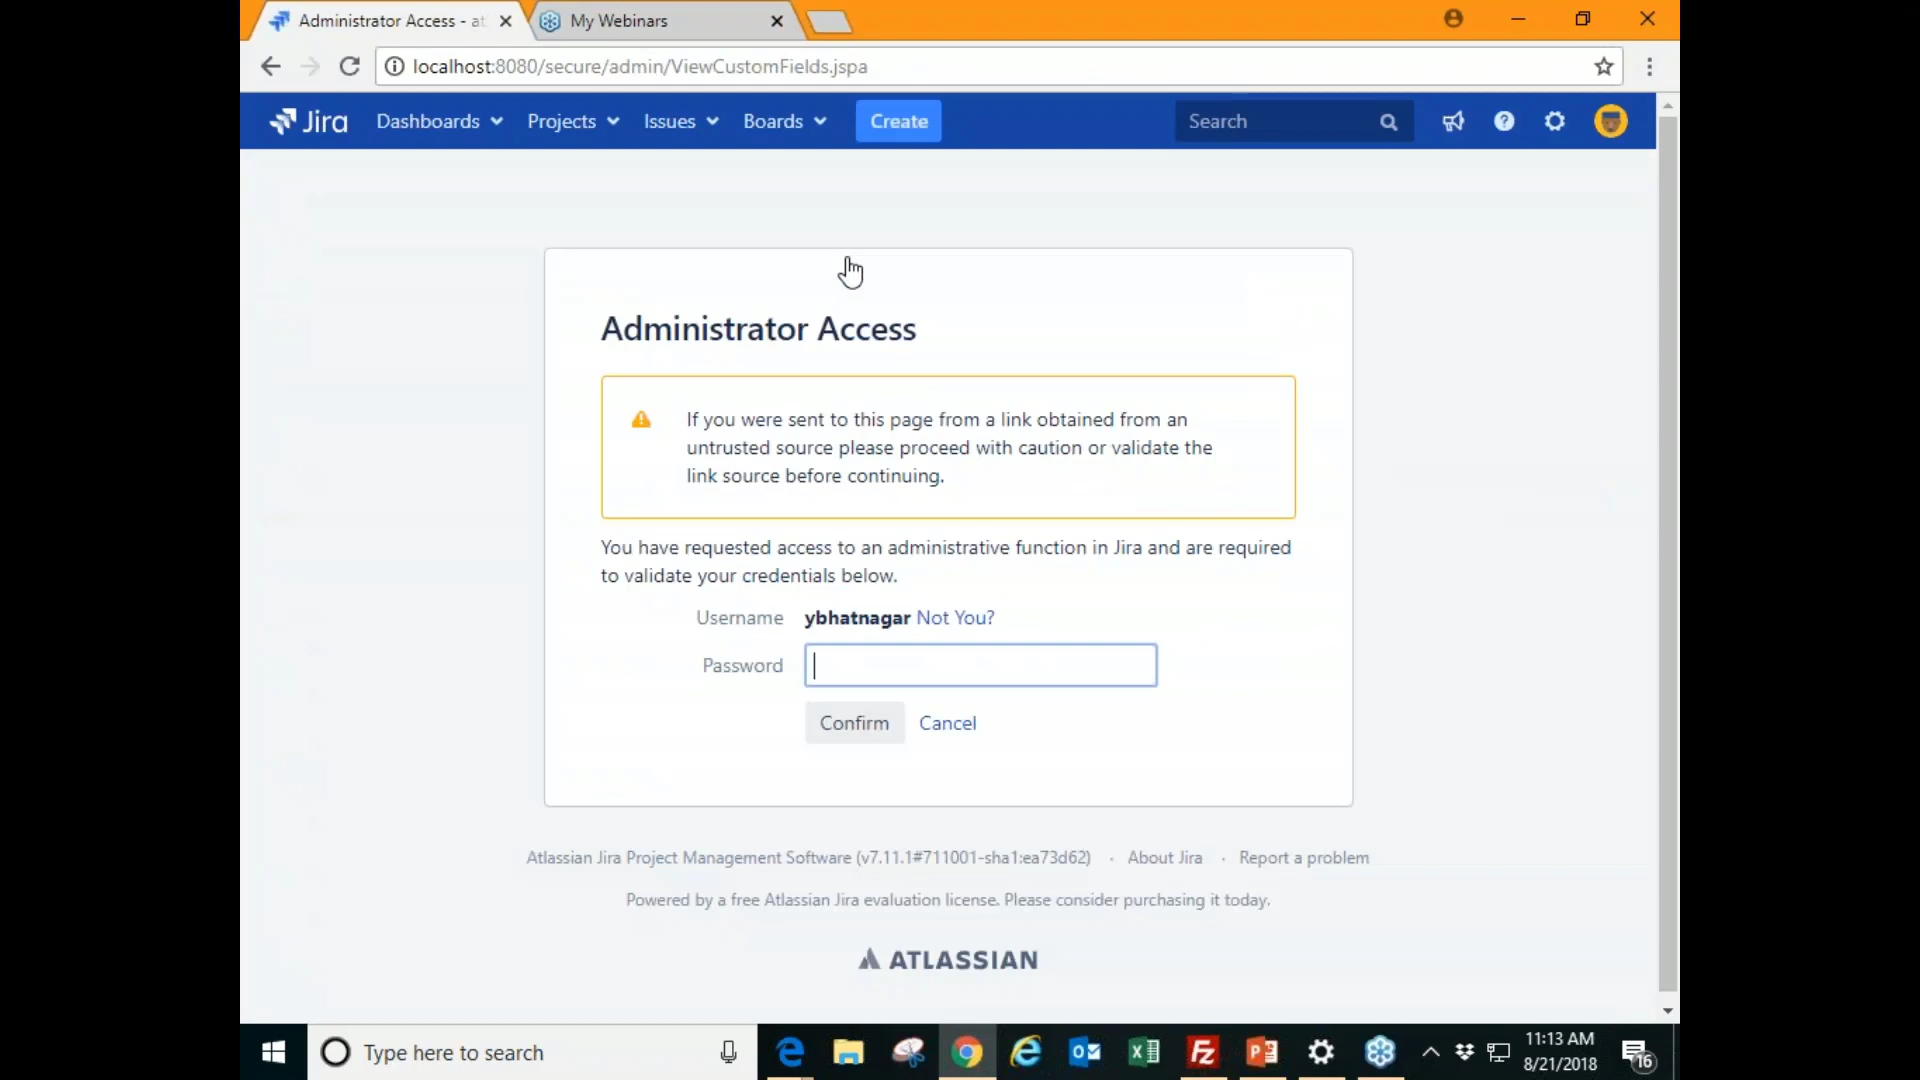 Administrator Access - at
My Webinars
localhost:8080/secure/admin/ViewCustomFields.jspa
Jira Dashboards Projects Issues Boards Create Search
Administrator Access
If you were sent to this page from a link obtained from an
untrusted source please proceed with caution or validate the
link source before continuing.
You have requested access to an administrative function in Jira and are required
to validate your credentials below.
Username ybhatnagar Not You?
Password
Confirm Cancel
Atlassian Jira Project Management Software (v7.11.1#711001-sha1:ea73d62) · About Jira · Report a problem
Powered by a free Atlassian Jira evaluation license. Please consider purchasing it today.
ATLASSIAN
Type here to search
11:13 AM
8/21/2018
16